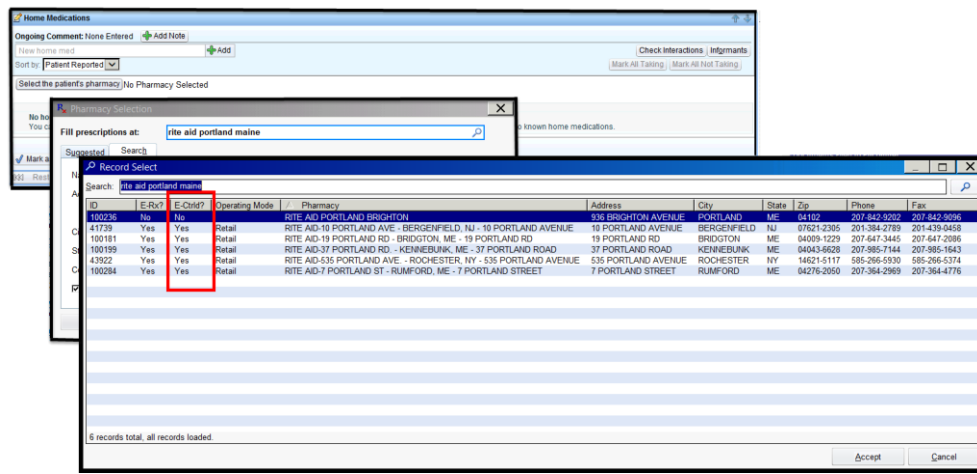 Home Medications
Ongoing Comment: None Entered Add Note
New home med Add Check Interactions Informants
Sort by: Patient Reported Mark All Taking Mark All Not Taking
Select the patient's pharmacy No Pharmacy Selected
No ho
You c o known home medications.
Mark a
Rest
Pharmacy Selection
Fill prescriptions at: rite aid portland maine
Suggested Search
Record Select
Search: rite aid portland maine
ID E-Rx? E-Ctrld? Operating Mode Pharmacy Address City State Zip Phone Fax
100236 No No RITE AID PORTLAND BRIGHTON 936 BRIGHTON AVENUE PORTLAND ME 04102 207-842-9202 207-842-9096
41739 Yes Yes Retail RITE AID-10 PORTLAND AVE - BERGENFIELD, NJ - 10 PORTLAND AVENUE 10 PORTLAND AVENUE BERGENFIELD NJ 07621-2305 201-384-2789 201-439-0458
100181 Yes Yes Retail RITE AID-19 PORTLAND RD - BRIDGTON, ME - 19 PORTLAND RD 19 PORTLAND RD BRIDGTON ME 04009-1229 207-647-3445 207-647-2086
100199 Yes Yes Retail RITE AID-37 PORTLAND RD. - KENNEBUNK, ME - 37 PORTLAND ROAD 37 PORTLAND ROAD KENNEBUNK ME 04043-6628 207-985-7144 207-985-1643
43922 Yes Yes Retail RITE AID-535 PORTLAND AVE. - ROCHESTER, NY - 535 PORTLAND AVENUE 535 PORTLAND AVENUE ROCHESTER NY 14621-5117 585-266-5930 585-266-5374
100284 Yes Yes Retail RITE AID-7 PORTLAND ST - RUMFORD, ME - 7 PORTLAND STREET 7 PORTLAND STREET RUMFORD ME 04276-2050 207-364-2969 207-364-4776
6 records total, all records loaded.
Accept Cancel